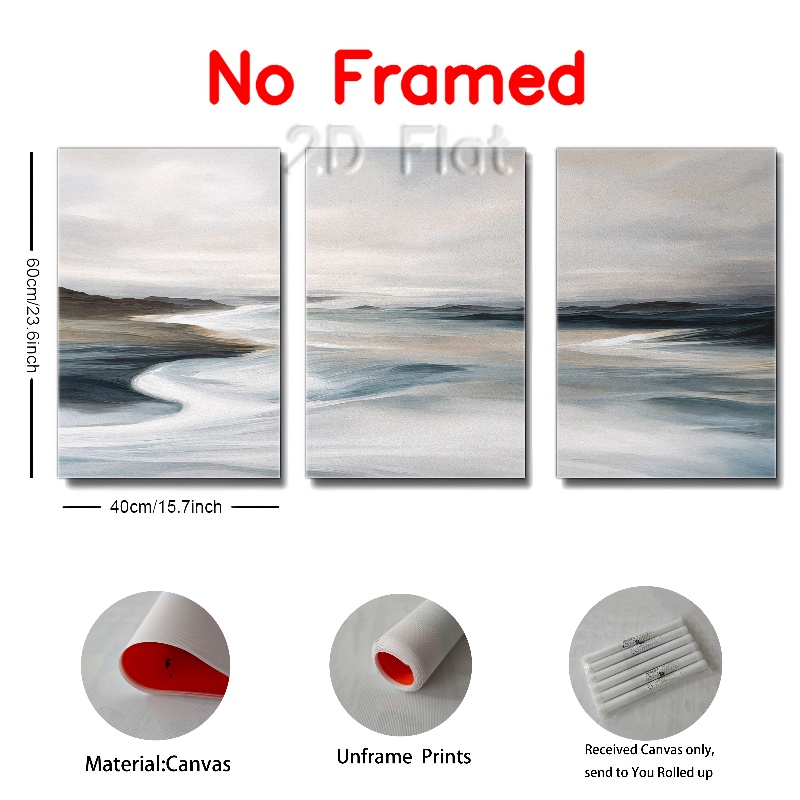 No Framed
2D Flat
60cm/23.6inch
40cm/15.7inch
Material:Canvas
Unframe Prints
Received Canvas only,
send to You Rolled up